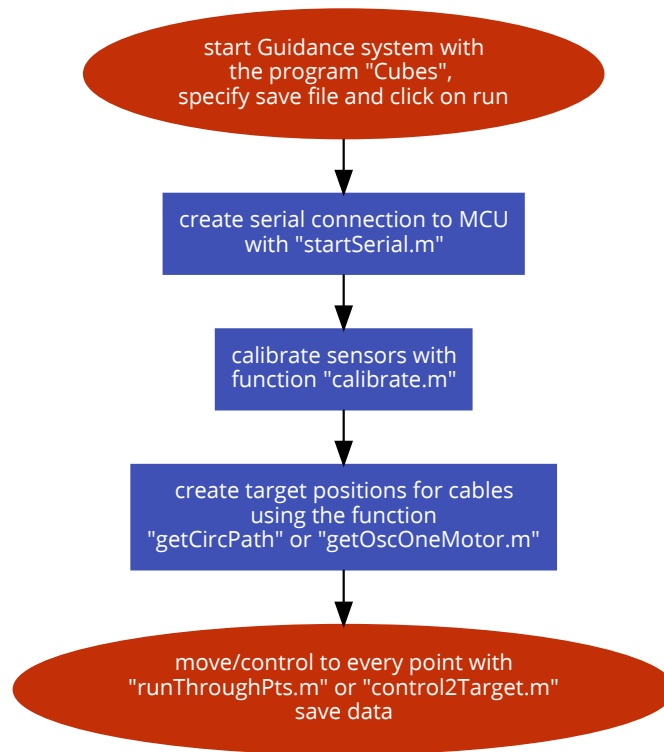 start Guidance system with
the program "Cubes",
specify save file and click on run
create serial connection to MCU
with "startSerial.m"
calibrate sensors with
function "calibrate.m"
create target positions for cables
using the function
"getCircPath" or "getOscOneMotor.m"
move/control to every point with
"runThroughPts.m" or "control2Target.m"
save data